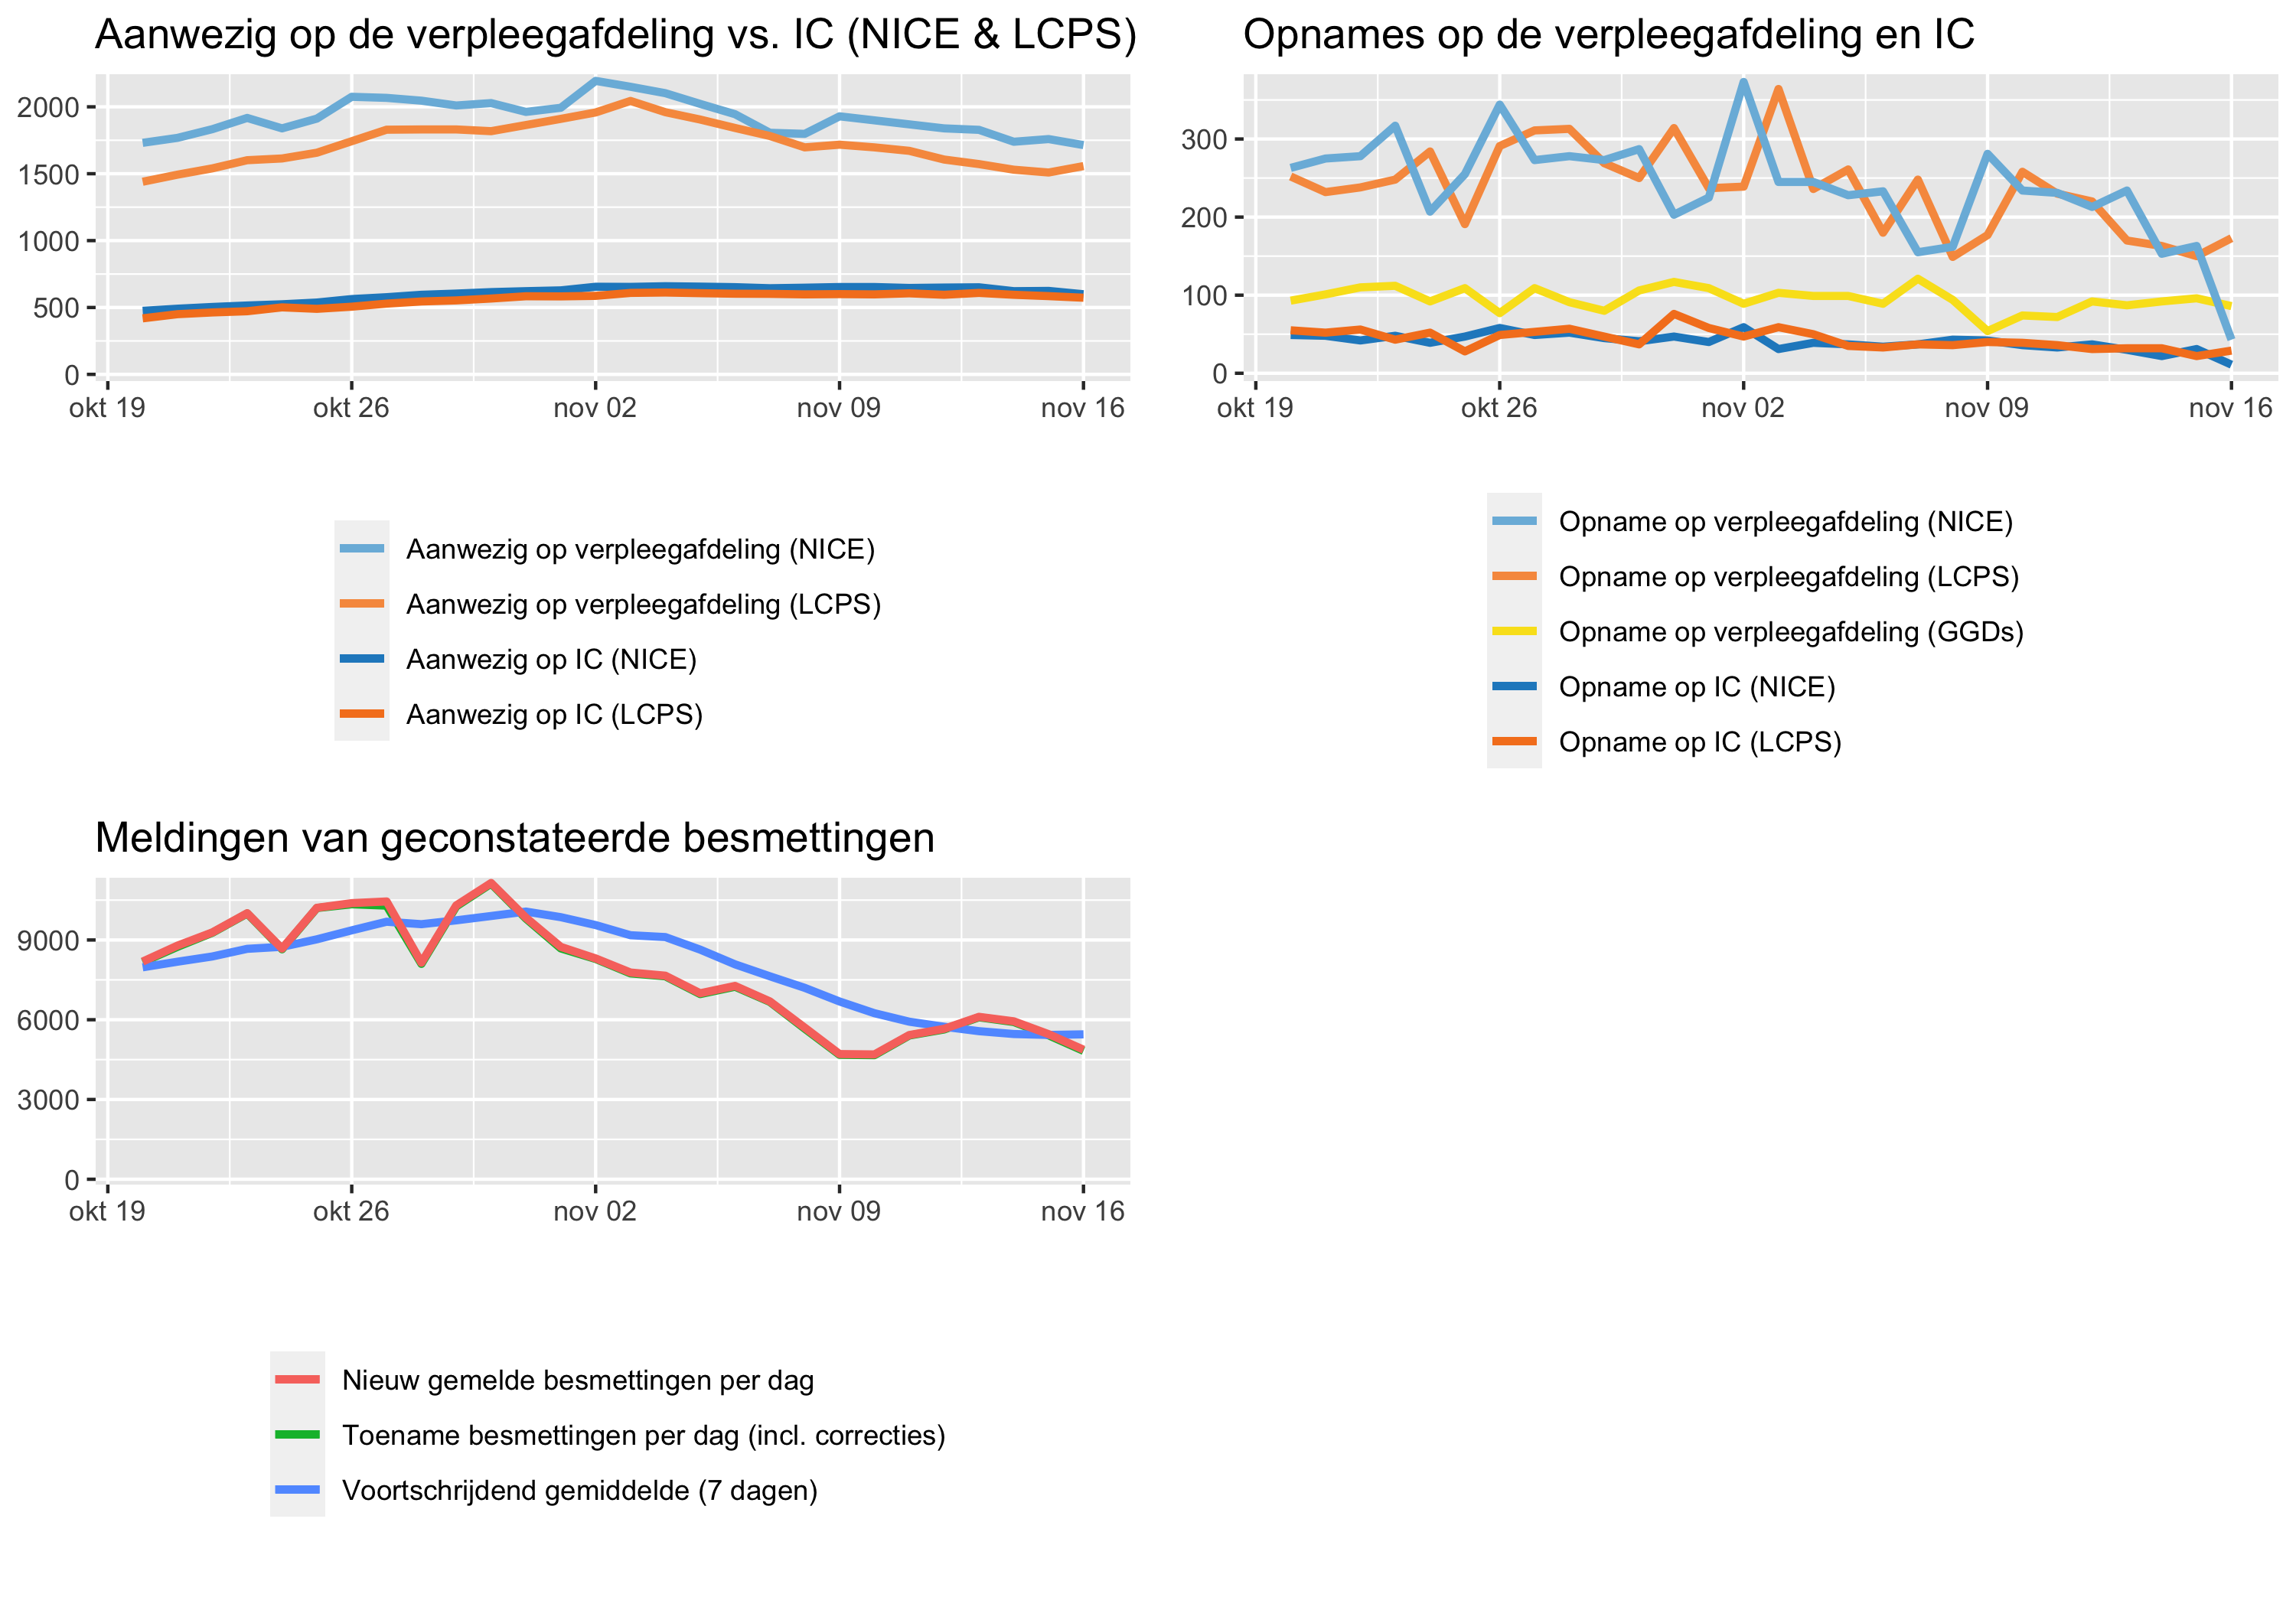 Aanwezig op de verpleegafdeling vs. IC (NICE & LCPS)
2000
1500
1000
500
0
okt 19 okt 26 nov 02 nov 09 nov 16
Aanwezig op verpleegafdeling (NICE)
Aanwezig op verpleegafdeling (LCPS)
Aanwezig op IC (NICE)
Aanwezig op IC (LCPS)
Opnames op de verpleegafdeling en IC
300
200
100
0
okt 19 okt 26 nov 02 nov 09 nov 16
Opname op verpleegafdeling (NICE)
Opname op verpleegafdeling (LCPS)
Opname op verpleegafdeling (GGDs)
Opname op IC (NICE)
Opname op IC (LCPS)
Meldingen van geconstateerde besmettingen
9000
6000
3000
0
okt 19 okt 26 nov 02 nov 09 nov 16
Nieuw gemelde besmettingen per dag
Toename besmettingen per dag (incl. correcties)
Voortschrijdend gemiddelde (7 dagen)